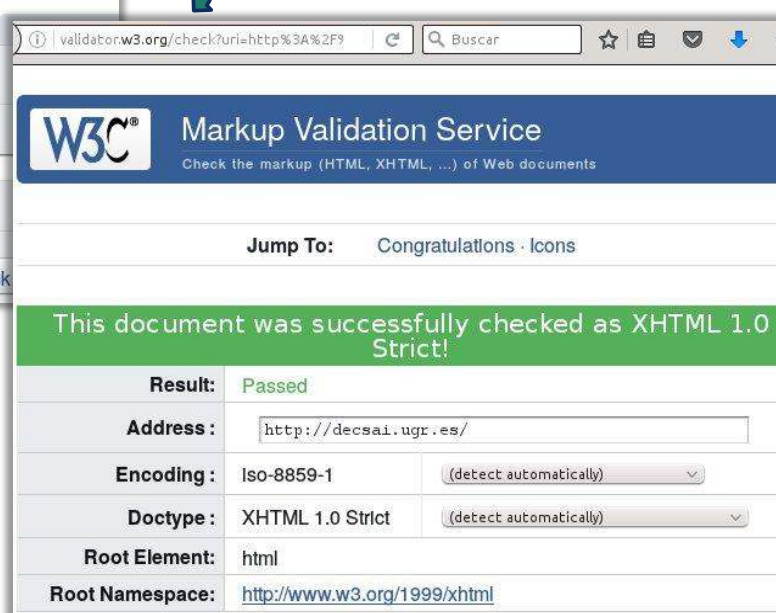 validator.w3.org/check?uri=http%3A%2F
Buscar
W3C®
Markup Validation Service
Check the markup (HTML, XHTML, ...) of Web documents
Jump To: Congratulations · Icons
This document was successfully checked as XHTML 1.0
Strict!
Result: Passed
Address : http://decsai.ugr.es/
Encoding : iso-8859-1 (detect automatically)
Doctype : XHTML 1.0 Strict (detect automatically)
Root Element: html
Root Namespace: http://www.w3.org/1999/xhtml